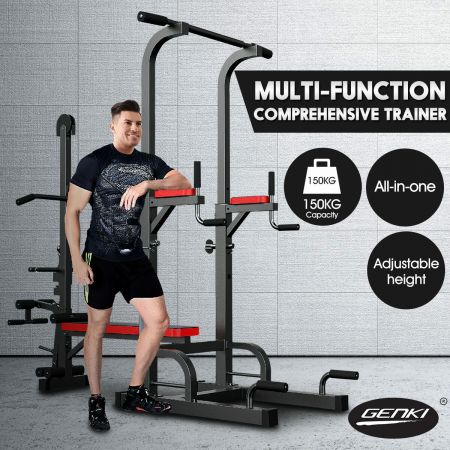 MULTI-FUNCTION
COMPREHENSIVE TRAINER
150KG
150KG
Capacity
All-in-one
Adjustable
height
GENKI
®